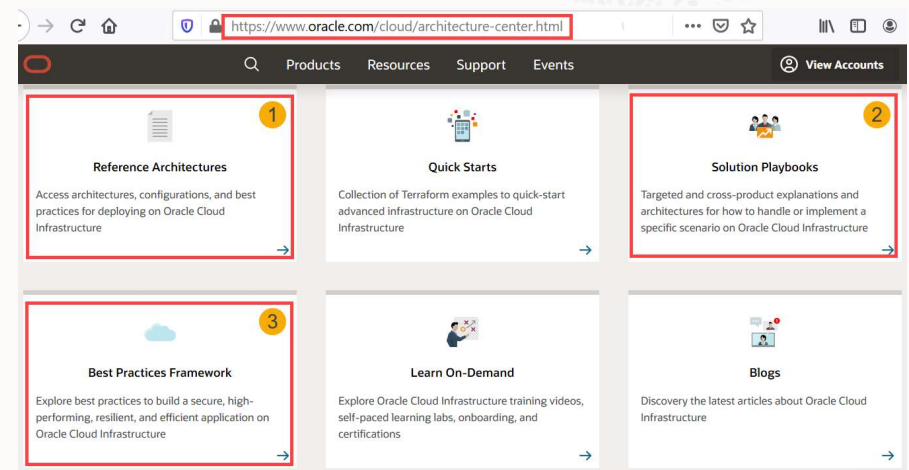 https://www.oracle.com/cloud/architecture-center.html
Products Resources Support Events View Accounts
1
Reference Architectures
Access architectures, configurations, and best
practices for deploying on Oracle Cloud
Infrastructure
Quick Starts
Collection of Terraform examples to quick-start
advanced infrastructure on Oracle Cloud
Infrastructure
2
Solution Playbooks
Targeted and cross-product explanations and
architectures for how to handle or implement a
specific scenario on Oracle Cloud Infrastructure
3
Best Practices Framework
Explore best practices to build a secure, high-
performing, resilient, and efficient application on
Oracle Cloud Infrastructure
Learn On-Demand
Explore Oracle Cloud Infrastructure training videos,
self-paced learning labs, onboarding, and
certifications
Blogs
Discovery the latest articles about Oracle Cloud
Infrastructure